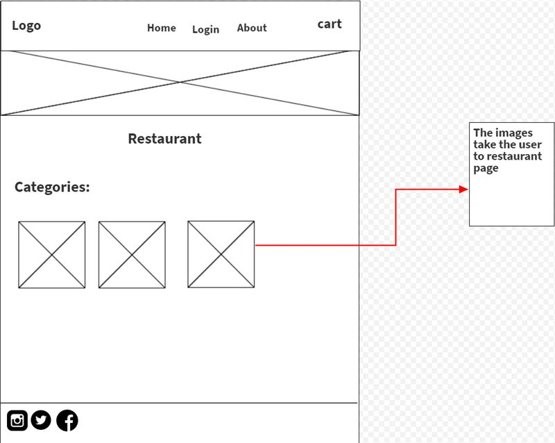 Logo
Home
Login
About
cart
Restaurant
Categories:
The images
take the user
to restaurant
page